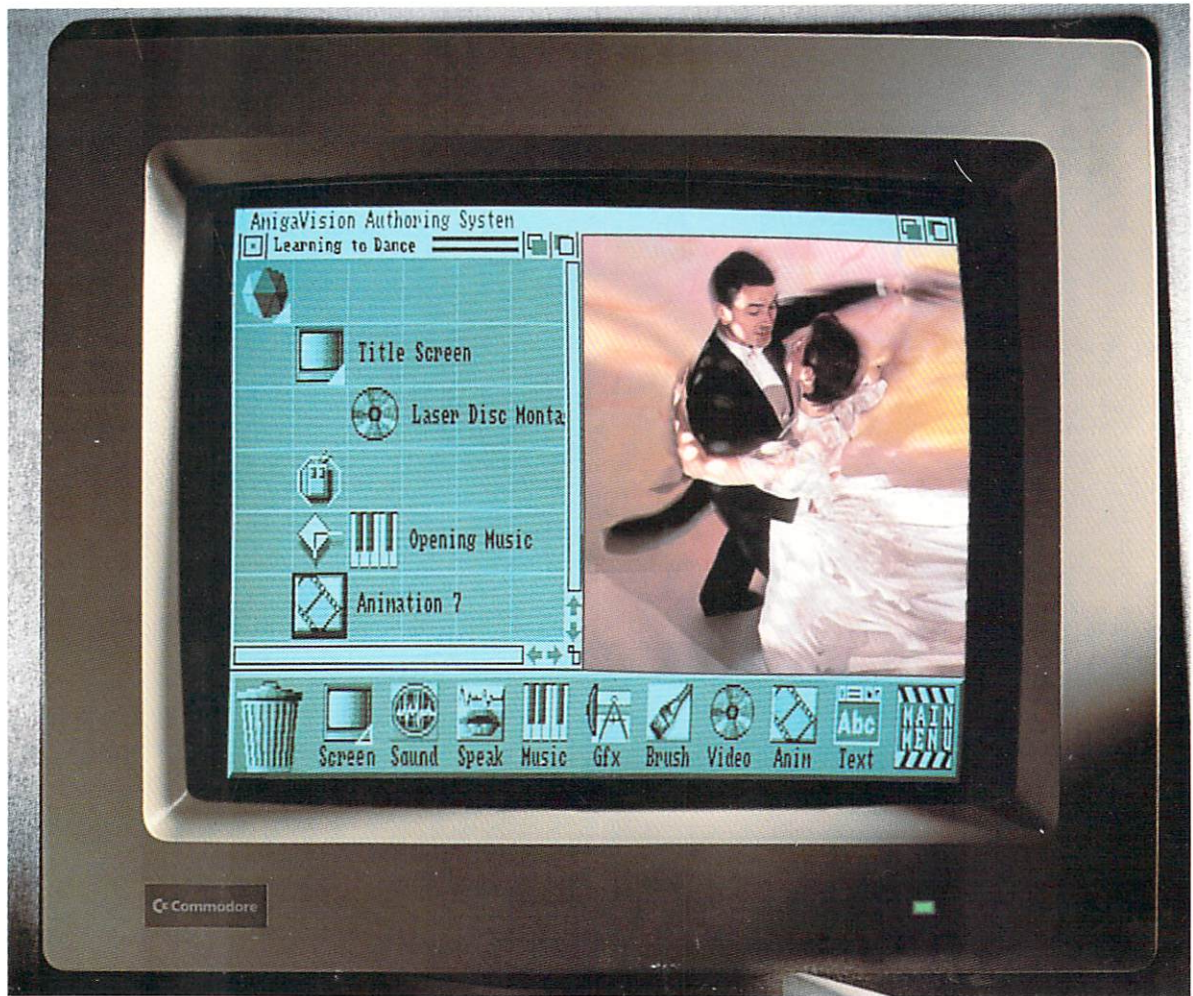 AmigaVision Authoring System
Learning to Dance
Title Screen
Laser Disc Monta
33
Opening Music
Animation ?
Abc
MAIN
MENU
Screen Sound Speak Music Gfx Brush Video Anim Text
C= Commodore